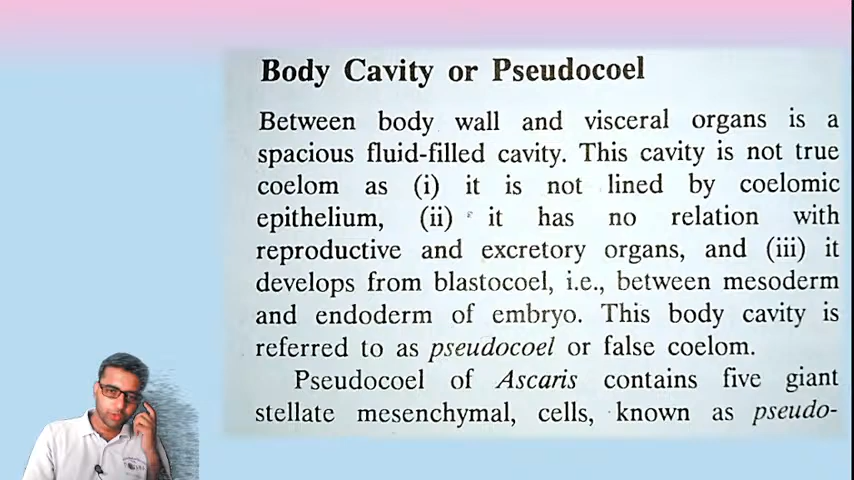 Body Cavity or Pseudocoel
Between body wall and visceral organs is a
spacious fluid-filled cavity. This cavity is not true
coelom as (i) it is not lined by coelomic
epithelium, (ii) it has no relation with
reproductive and excretory organs, and (iii) it
develops from blastocoel, i.e., between mesoderm
and endoderm of embryo. This body cavity is
referred to as pseudocoel or false coelom.
Pseudocoel of Ascaris contains five giant
stellate mesenchymal, cells, known as pseudo-